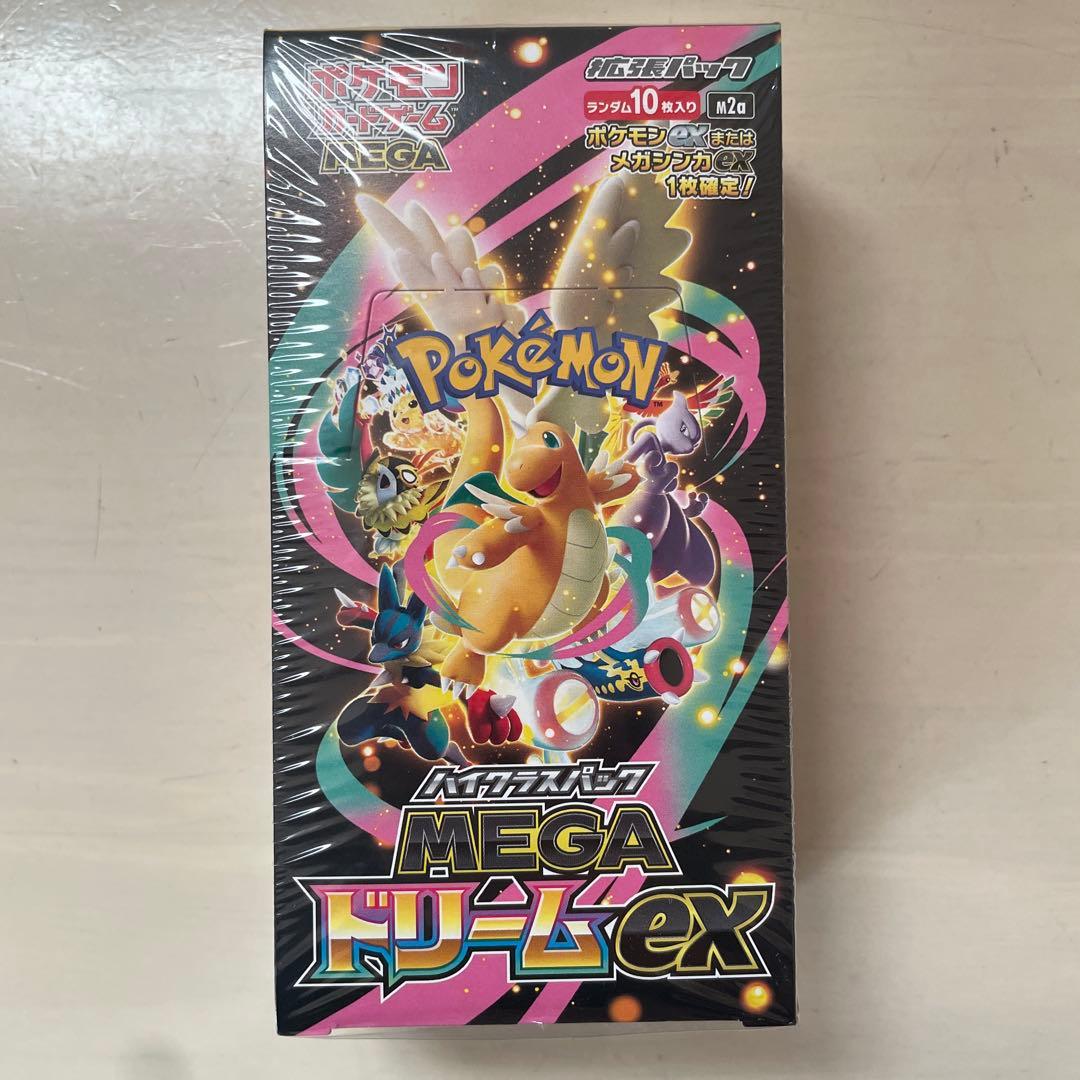 ポケモン
カードゲーム™
MEGA
拡張パック
ランダム10枚入り
M2a
ポケモンexまたは
メガシンカex
1枚確定!
POKéMON™
ハイクラスパック
MEGA
ドリームex